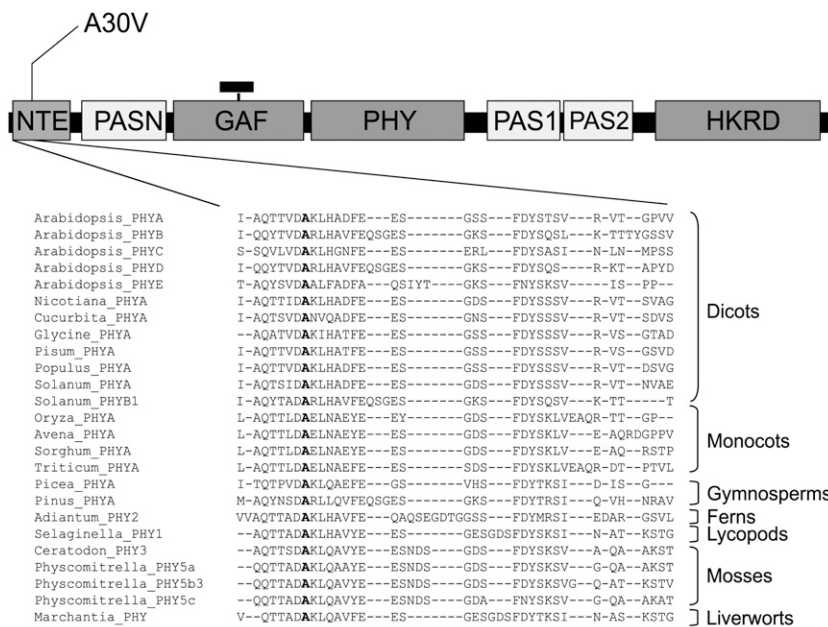 A30V
NTE PASN GAF PHY PAS1 PAS2 HKRD
Arabidopsis_PHYA I-AQTTVDAKLHADFE---ES-------GSS---FDYSTSV---R-VT--GPVV
Arabidopsis_PHYB I-QQYTVDARLHAVFEQSGES-------GKS---FDYSQSL---K-TTTYGSSV
Arabidopsis_PHYC S-SQVLVDAKLHGNFE---ES-------ERL---FDYSASI---N-LN--MPSS
Arabidopsis_PHYD I-QQYTVDARLHAVFEQSGES-------GKS---FDYSQS----R-KT--APYD
Arabidopsis_PHYE T-AQYSVDAALFADFA---QSIYT----GKS---FNYSKSV---IS-PP--
Nicotiana_PHYA I-AQTTIDAKLHADFE---ES-------GDS---FDYSSSV---R-VT--SVAG
Cucurbita_PHYA I-AQTSVDANVQADFE---ES-------GNS---FDYSSSV---R-VT--SDVS
Glycine_PHYA ---AQATVDAKIHATFE---ES-------GSS---FDYSSSV---R-VS--GTAD
Pisum_PHYA I-AQTTVDAKLHATFE---ES-------GSS---FDYSSSV---R-VS--GSVD
Populus_PHYA I-AQTTVDAKLHADFE---ES-------GSS---FDYSSSV---R-VT--DSVG
Solanum_PHYA I-AQTSIDAKLHADFE---ES-------GDS---FDYSSSV---R-VT--NVAE
Solanum_PHYB1 I-AQYTADARLHAVFEQSGES-------GKS---FDYSQSV---K-TT-----T
Dicots
Oryza_PHYA L-AQTTLDAELNAEYE---EY-------GDS---FDYSKLVEAQR-TT--GP--
Avena_PHYA L-AQTTLDAELNAEYE---ES-------GDS---FDYSKLV---E-AQRDGPPV
Sorghum_PHYA L-AQTTLDAELNAEYE---ES-------GDS---FDYSKLV---E-AQ--RSTP
Triticum_PHYA L-AQTTLDAELNAEYE---ES-------SDS---FDYSKLVEAQR-DT--PTVL
Monocots
Picea_PHYA I-TQTPVDAKLQAEFE---GS-------VHS---FDYTKSI---D-IS--G---
Pinus_PHYA M-AQYNSDARLLQVFEQSGES-------GKS---FDYTRSI---Q-VH--NRAV
Gymnosperms
Adiantum_PHY2 VVAQTTADAKLHAVFE---QAQSEGDTGGSS---FDYMRSI---EDAR--GSVL
Ferns
Selaginella_PHY1 --AQTTADAKLHAVYE---ES-------GESGDSFDYSKSI---N-AT--KSTG
Lycopods
Ceratodon_PHY3 --AQTTSDAKLQAVYE---ESNDS----GDS---FDYSKSV---A-QA--AKST
Physcomitrella_PHY5a --QQTTADAKLQAAYE---ESNDS----GDS---FDYSKSV---G-QA--AKST
Physcomitrella_PHY5b3 --QQTTADAKLQAVYE---ESNDS----GDS---FDYSKSVG--Q-AT--KSTV
Physcomitrella_PHY5c --QQTTADAKLQAVYE---ESNDS----GDA---FNYSKSV---G-QA--AKAT
Mosses
Marchantia_PHY V--QQTTADAKLQAVYE---ES-------GESGDSFDYTKSI---N-AS--KSTG
Liverworts